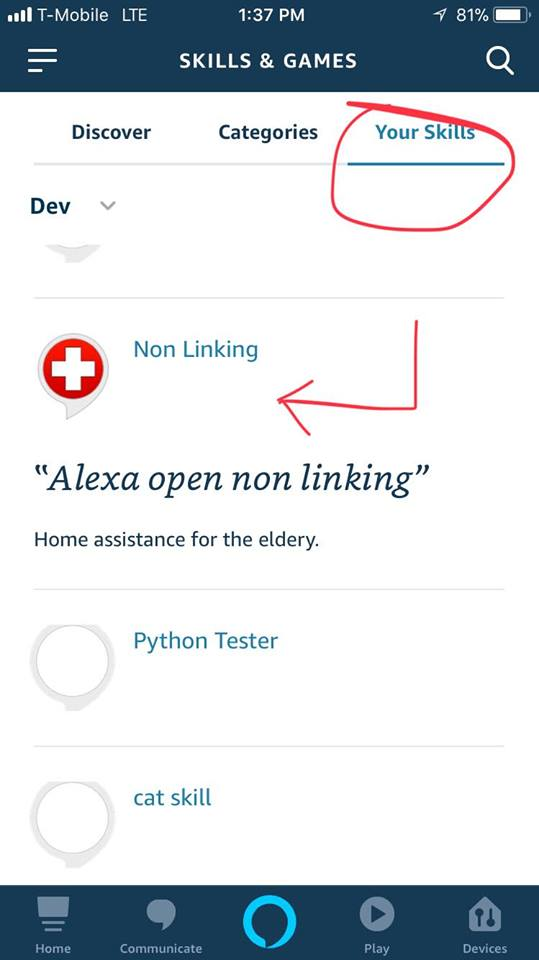 T-Mobile LTE 1:37 PM 81%
SKILLS & GAMES
Discover Categories Your Skills
Dev
Non Linking
“Alexa open non linking”
Home assistance for the eldery.
Python Tester
cat skill
Home Communicate Play Devices